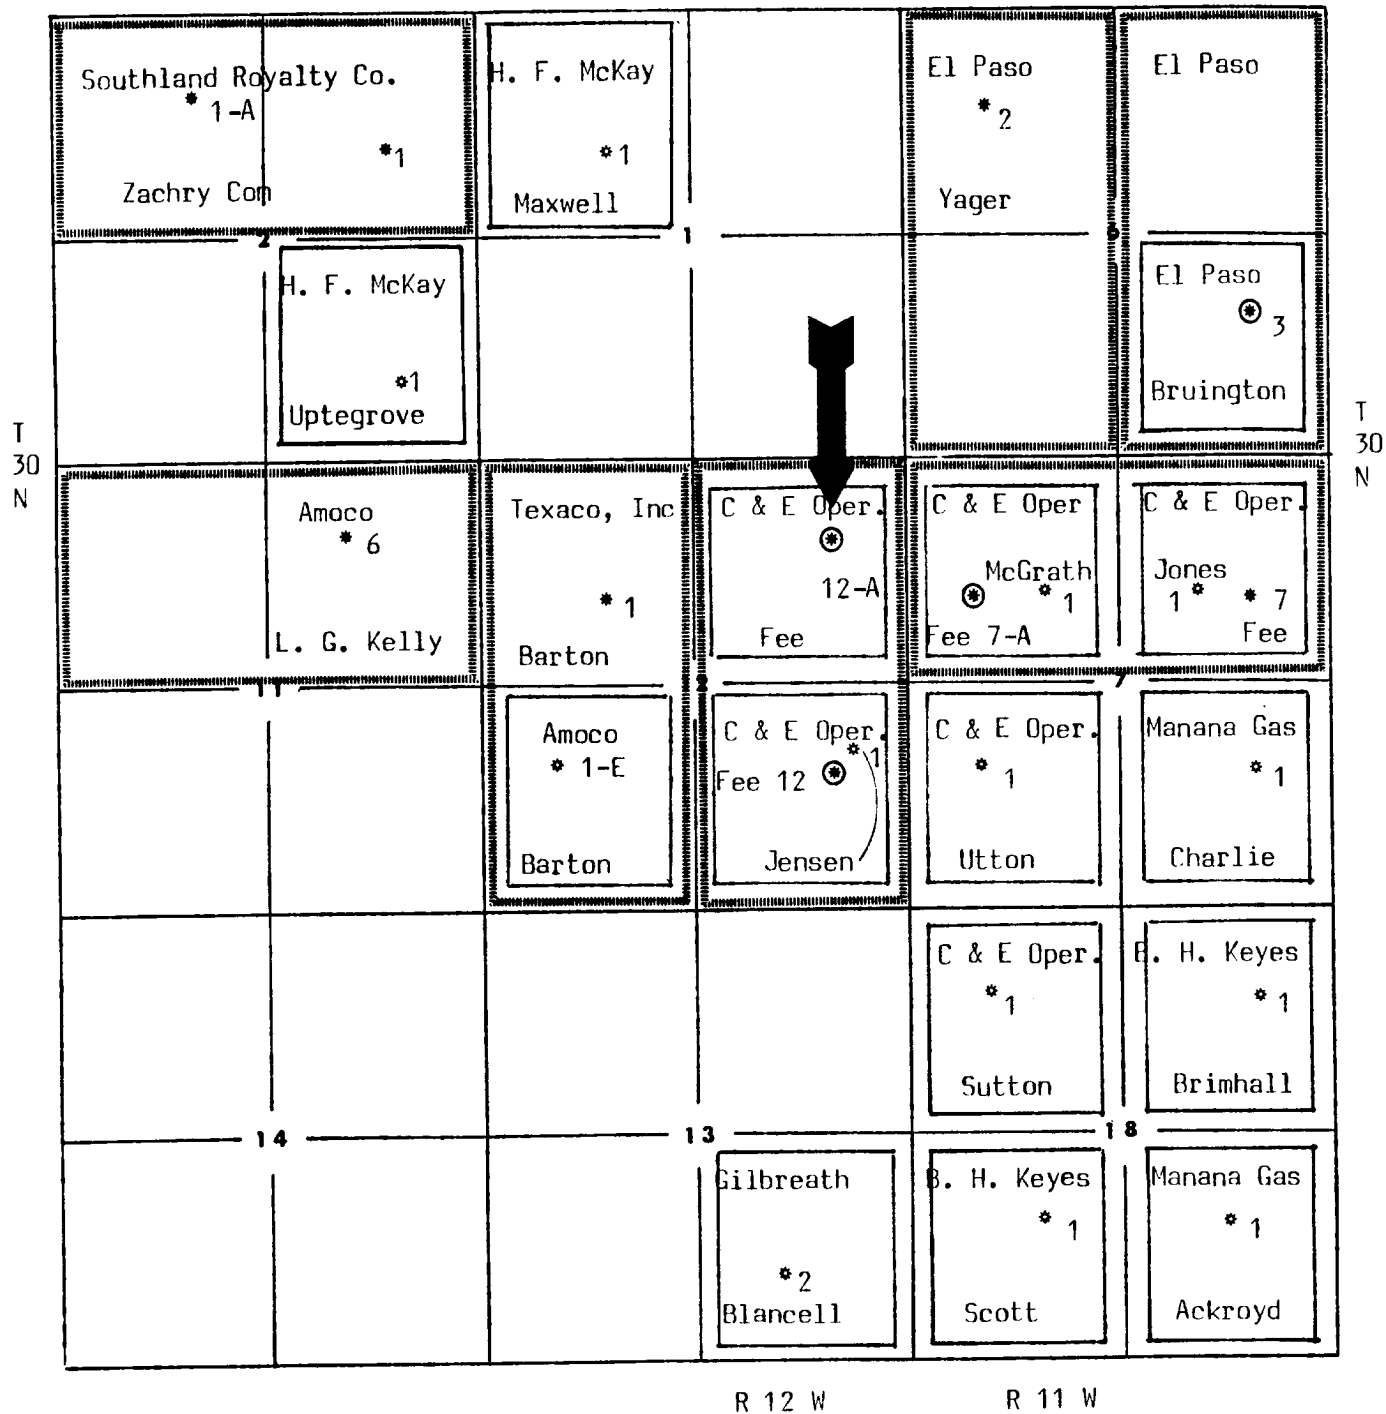 Southland Royalty Co.
1-A
1
Zachry Com
H. F. McKay
1
Maxwell
El Paso
2
Yager
El Paso
2
1
6
H. F. McKay
1
Uptegrove
El Paso
3
Bruington
T
30
N
T
30
N
Amoco
6
L. G. Kelly
Texaco, Inc
1
Barton
C & E Oper.
12-A
Fee
C & E Oper
McGrath
1
Fee 7-A
C & E Oper.
Jones
1
7
Fee
11
7
Amoco
1-E
Barton
C & E Oper.
1
Fee 12
Jensen
C & E Oper.
1
Utton
Manana Gas
1
Charlie
C & E Oper.
1
Sutton
B. H. Keyes
1
Brimhall
14
13
18
Gilbreath
2
Blancell
B. H. Keyes
1
Scott
Manana Gas
1
Ackroyd
R 12 W
R 11 W